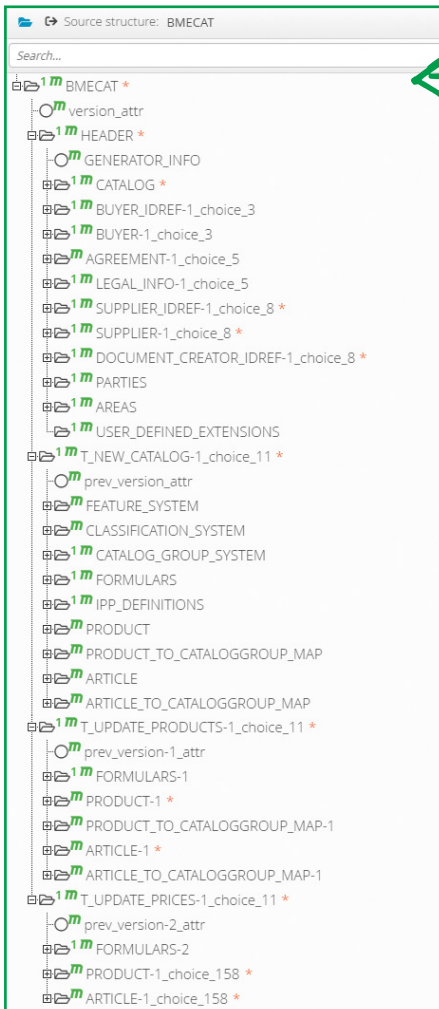 Source structure: BMECAT
Search...
1 m BMECAT *
m version_attr
1 m HEADER *
m GENERATOR_INFO
1 m CATALOG *
1 m BUYER_IDREF-1_choice_3
1 m BUYER-1_choice_3
m AGREEMENT-1_choice_5
1 m LEGAL_INFO-1_choice_5
1 m SUPPLIER_IDREF-1_choice_8 *
1 m SUPPLIER-1_choice_8 *
1 m DOCUMENT_CREATOR_IDREF-1_choice_8 *
1 m PARTIES
1 m AREAS
1 m USER_DEFINED_EXTENSIONS
1 m T_NEW_CATALOG-1_choice_11 *
m prev_version_attr
m FEATURE_SYSTEM
m CLASSIFICATION_SYSTEM
1 m CATALOG_GROUP_SYSTEM
1 m FORMULARS
1 m IPP_DEFINITIONS
m PRODUCT
m PRODUCT_TO_CATALOGGROUP_MAP
m ARTICLE
m ARTICLE_TO_CATALOGGROUP_MAP
1 m T_UPDATE_PRODUCTS-1_choice_11 *
m prev_version-1_attr
1 m FORMULARS-1
m PRODUCT-1 *
m PRODUCT_TO_CATALOGGROUP_MAP-1
m ARTICLE-1 *
m ARTICLE_TO_CATALOGGROUP_MAP-1
1 m T_UPDATE_PRICES-1_choice_11 *
m prev_version-2_attr
1 m FORMULARS-2
m PRODUCT-1_choice_158 *
m ARTICLE-1_choice_158 *